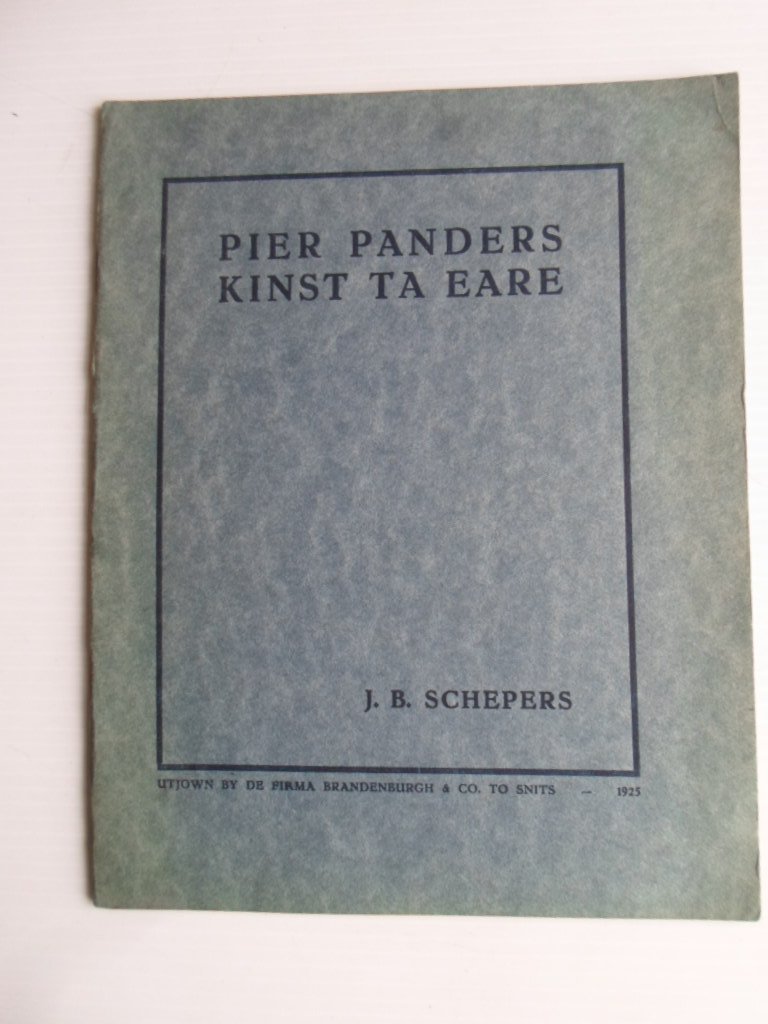 PIER PANDERS
KINST TA EARE
J. B. SCHEPERS
UTJOWN BY DE FIRMA BRANDENBURGH & CO. TO SNITS – 1925